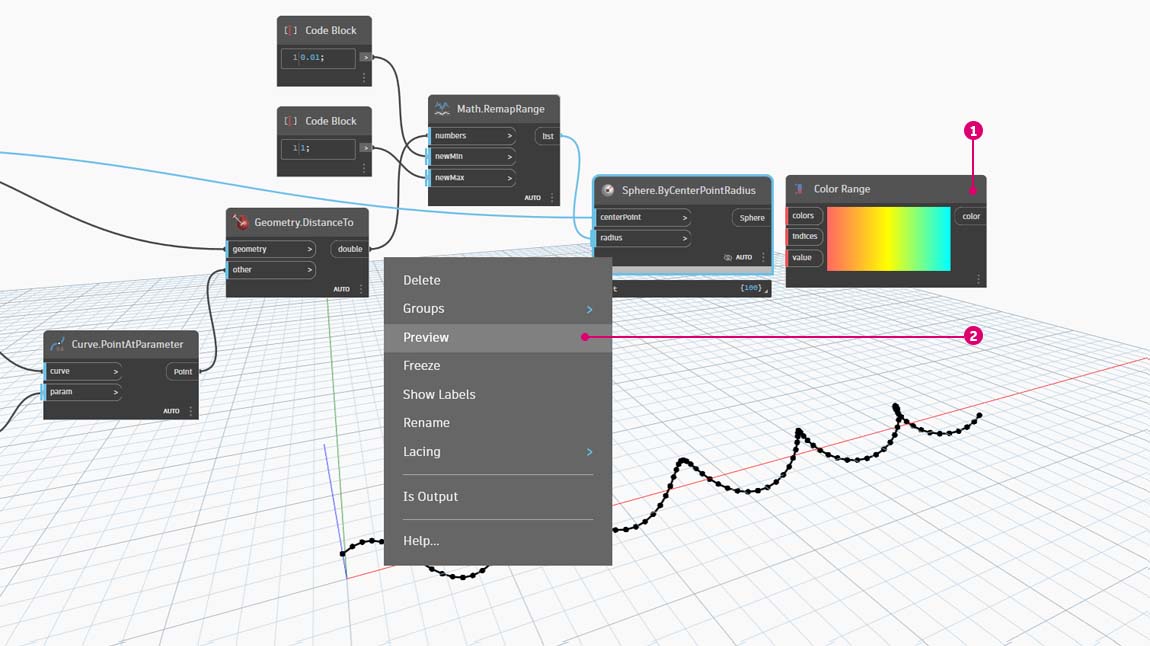 Code Block
1 0.01; >
Code Block
1 1; >
Math.RemapRange
numbers > list
newMin >
newMax >
AUTO
1
Sphere.ByCenterPointRadius
centerPoint > Sphere
radius >
AUTO
t {100}
Color Range
colors color
indices
value
Geometry.DistanceTo
geometry > double
other >
AUTO
Curve.PointAtParameter
curve > Point
param >
AUTO
Delete
Groups >
Preview
2
Freeze
Show Labels
Rename
Lacing >
Is Output
Help...